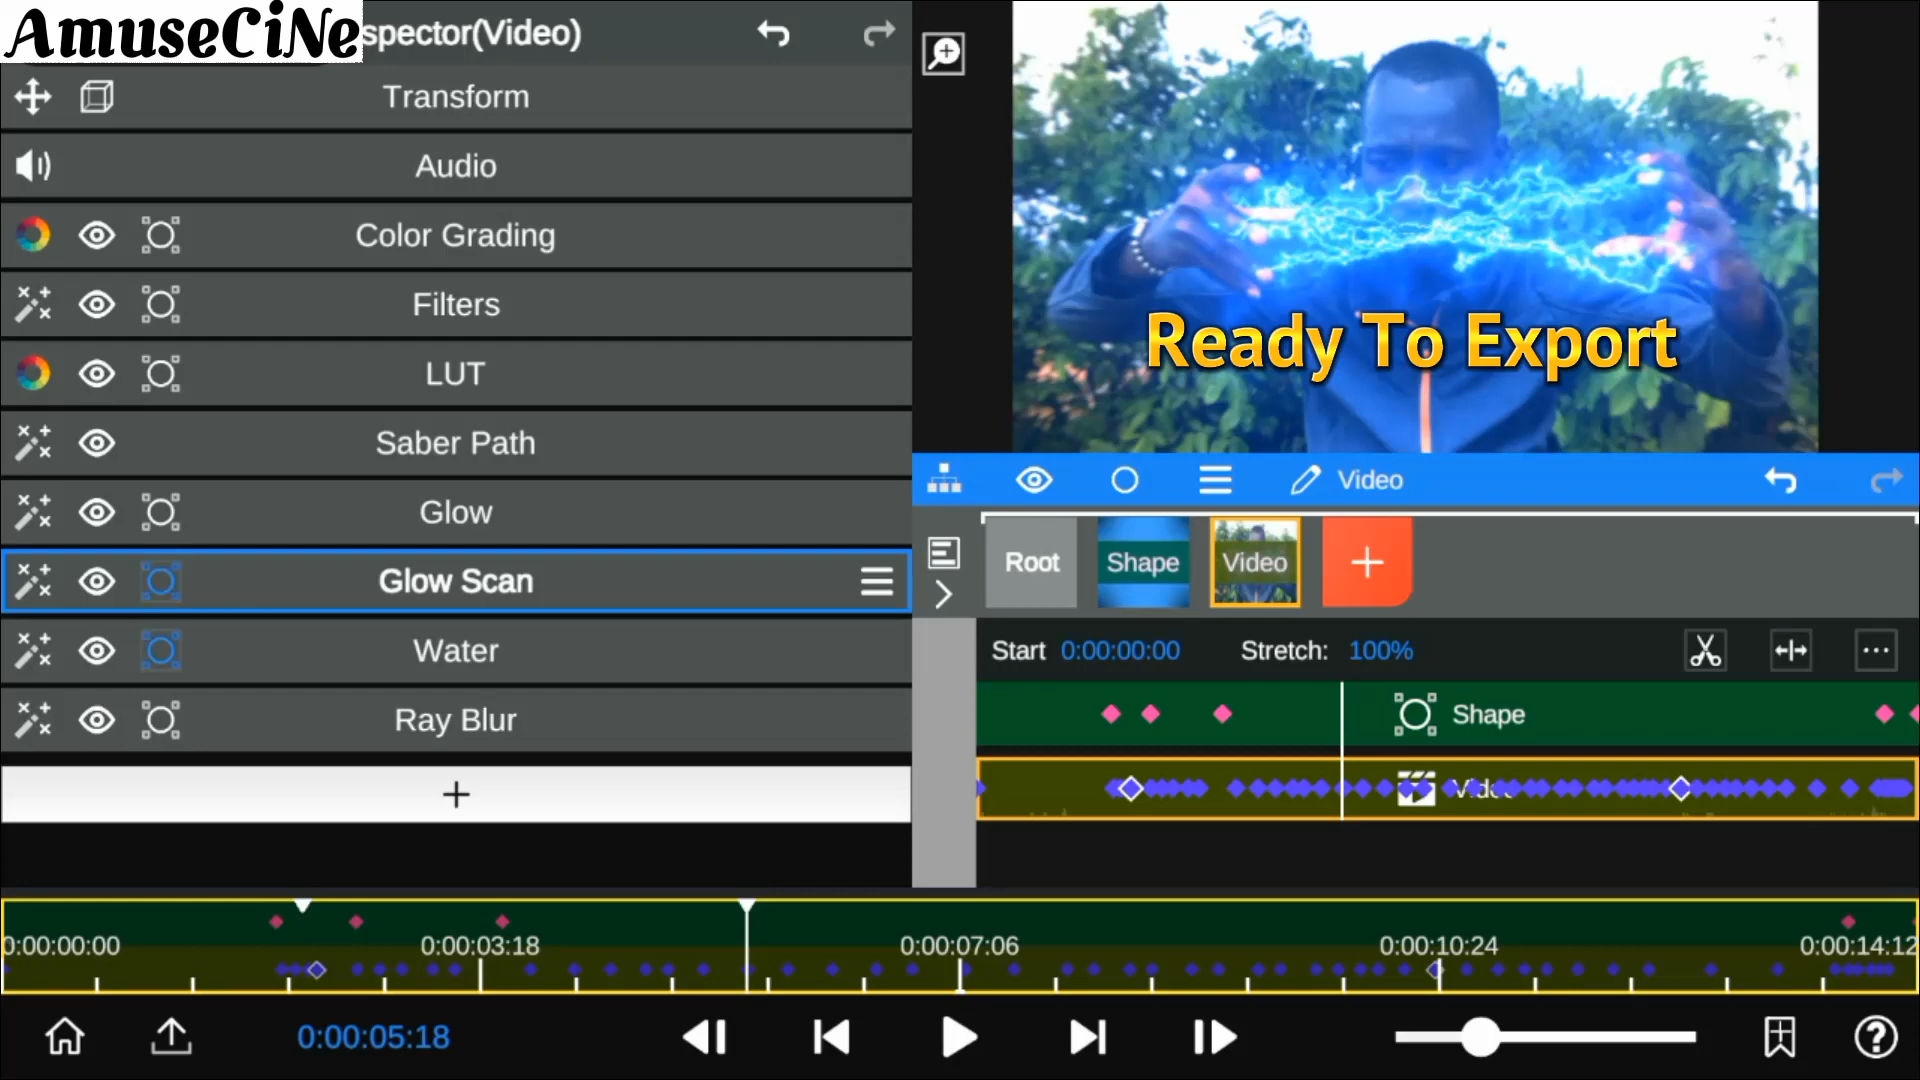 AmuseCiNe
spector(Video)
Transform
Audio
Color Grading
Filters
LUT
Saber Path
Glow
Glow Scan
Water
Ray Blur
+
Ready To Export
Video
Root
Shape
Video
+
Start 0:00:00:00 Stretch: 100%
Shape
Video
0:00:00:00
0:00:03:18
0:00:07:06
0:00:10:24
0:00:14:12
0:00:05:18